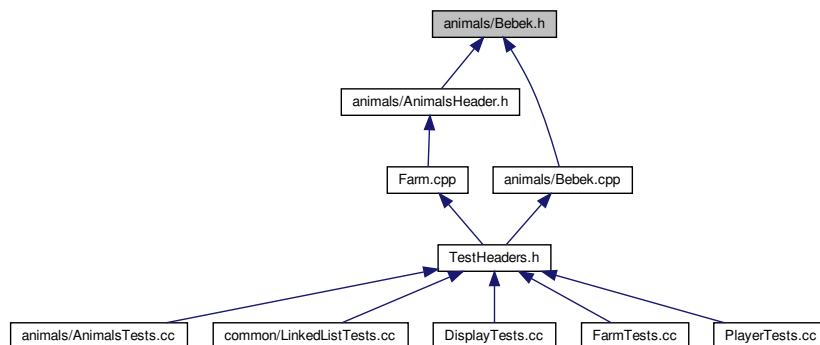 animals/Bebek.h
animals/AnimalsHeader.h
Farm.cpp
animals/Bebek.cpp
TestHeaders.h
animals/AnimalsTests.cc
common/LinkedListTests.cc
DisplayTests.cc
FarmTests.cc
PlayerTests.cc